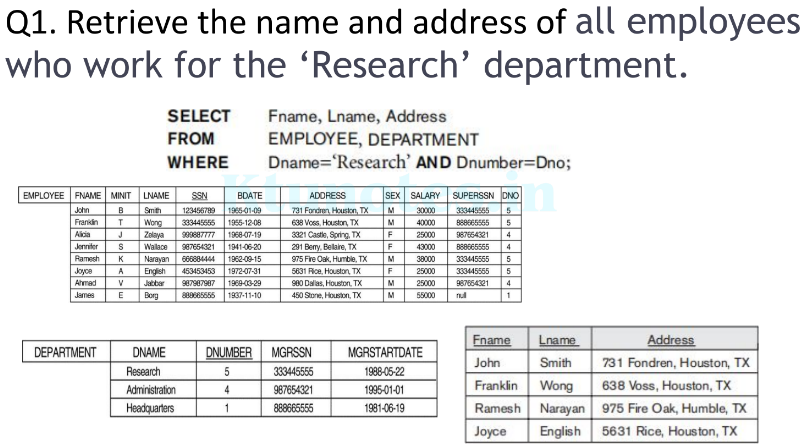 Q1. Retrieve the name and address of all employees
who work for the ‘Research’ department.
SELECT Fname, Lname, Address
FROM EMPLOYEE, DEPARTMENT
WHERE Dname=‘Research’ AND Dnumber=Dno;
Ktunotes.in
EMPLOYEE FNAME MINIT LNAME SSN BDATE ADDRESS SEX SALARY SUPERSSN DNO
John B Smith 123456789 1965-01-09 731 Fondren, Houston, TX M 30000 333445555 5
Franklin T Wong 333445555 1955-12-08 638 Voss, Houston, TX M 40000 888665555 5
Alicia J Zelaya 999887777 1968-07-19 3321 Castle, Spring, TX F 25000 987654321 4
Jennifer S Wallace 987654321 1941-06-20 291 Berry, Bellaire, TX F 43000 888665555 4
Ramesh K Narayan 666884444 1962-09-15 975 Fire Oak, Humble, TX M 38000 333445555 5
Joyce A English 453453453 1972-07-31 5631 Rice, Houston, TX F 25000 333445555 5
Ahmad V Jabbar 987987987 1969-03-29 980 Dallas, Houston, TX M 25000 987654321 4
James E Borg 888665555 1937-11-10 450 Stone, Houston, TX M 55000 null 1
DEPARTMENT DNAME DNUMBER MGRSSN MGRSTARTDATE
Research 5 333445555 1988-05-22
Administration 4 987654321 1995-01-01
Headquarters 1 888665555 1981-06-19
Fname Lname Address
John Smith 731 Fondren, Houston, TX
Franklin Wong 638 Voss, Houston, TX
Ramesh Narayan 975 Fire Oak, Humble, TX
Joyce English 5631 Rice, Houston, TX